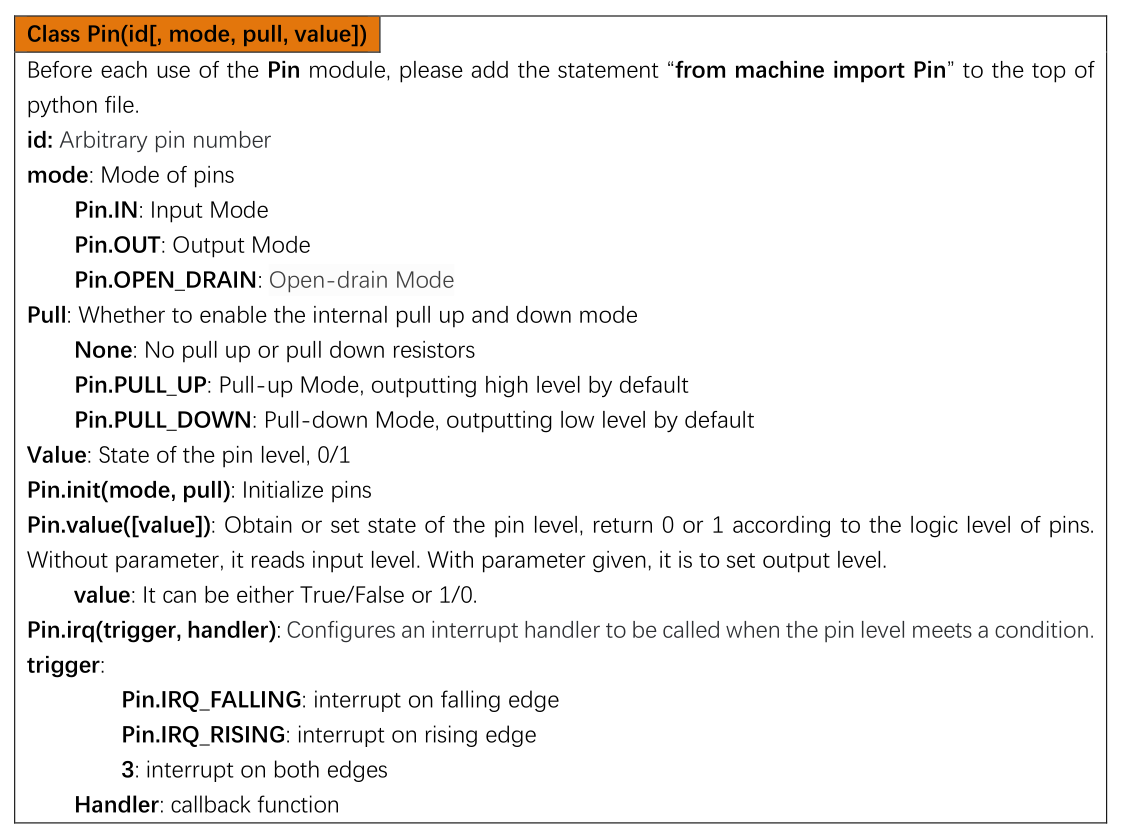 Class Pin(id[, mode, pull, value])
Before each use of the Pin module, please add the statement “from machine import Pin” to the top of
python file.
id: Arbitrary pin number
mode: Mode of pins
Pin.IN: Input Mode
Pin.OUT: Output Mode
Pin.OPEN_DRAIN: Open-drain Mode
Pull: Whether to enable the internal pull up and down mode
None: No pull up or pull down resistors
Pin.PULL_UP: Pull-up Mode, outputting high level by default
Pin.PULL_DOWN: Pull-down Mode, outputting low level by default
Value: State of the pin level, 0/1
Pin.init(mode, pull): Initialize pins
Pin.value([value]): Obtain or set state of the pin level, return 0 or 1 according to the logic level of pins.
Without parameter, it reads input level. With parameter given, it is to set output level.
value: It can be either True/False or 1/0.
Pin.irq(trigger, handler): Configures an interrupt handler to be called when the pin level meets a condition.
trigger:
Pin.IRQ_FALLING: interrupt on falling edge
Pin.IRQ_RISING: interrupt on rising edge
3: interrupt on both edges
Handler: callback function